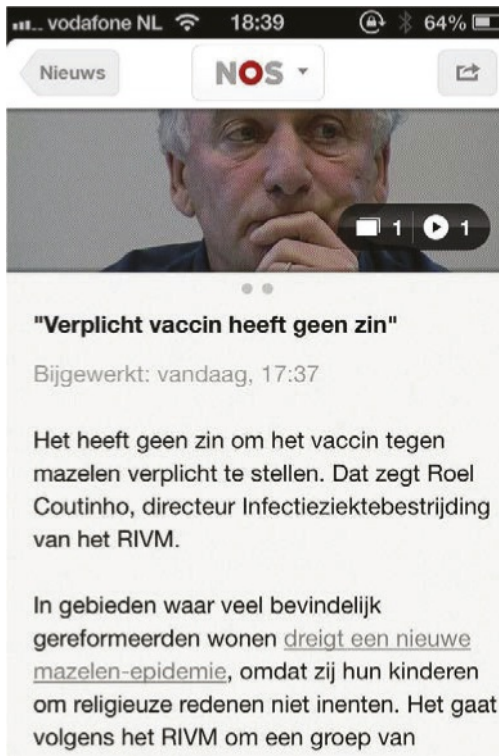 vodafone NL 18:39 64%
Nieuws NOS
1 1
"Verplicht vaccin heeft geen zin"
Bijgewerkt: vandaag, 17:37
Het heeft geen zin om het vaccin tegen
mazelen verplicht te stellen. Dat zegt Roel
Coutinho, directeur Infectieziektebestrijding
van het RIVM.
In gebieden waar veel bevindelijk
gereformeerden wonen dreigt een nieuwe
mazelen-epidemie, omdat zij hun kinderen
om religieuze redenen niet inenten. Het gaat
volgens het RIVM om een groep van